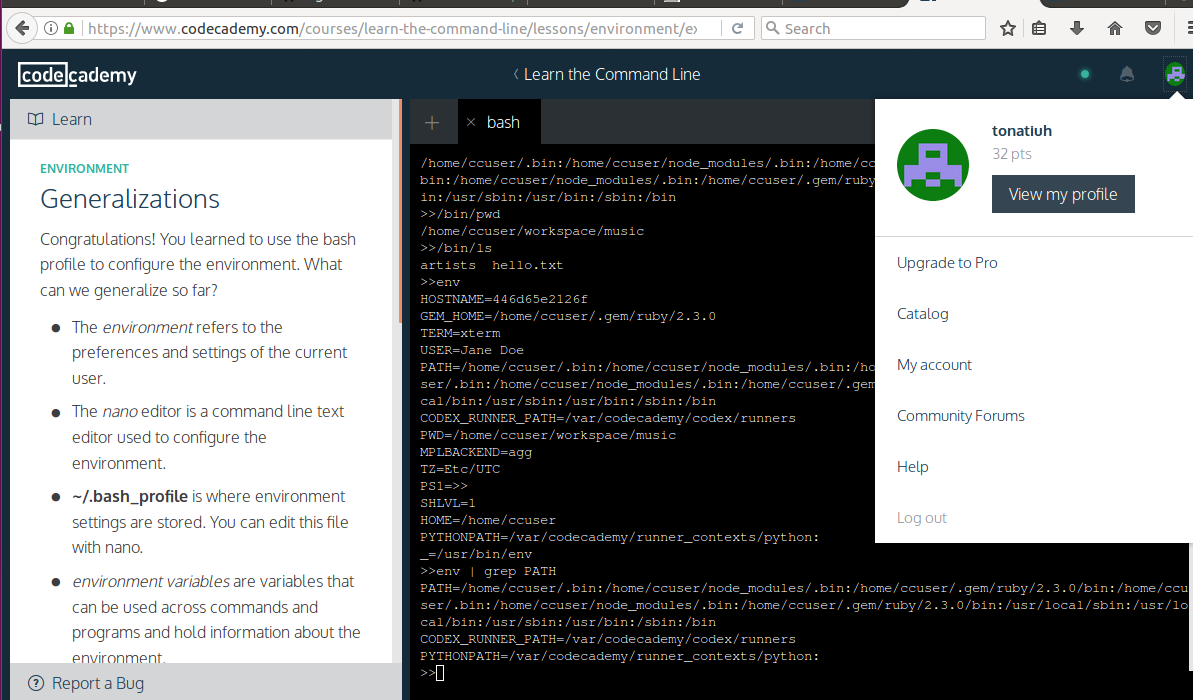 https://www.codecademy.com/courses/learn-the-command-line/lessons/environment/ex
Search
codecademy
Learn the Command Line
Learn
ENVIRONMENT
Generalizations
Congratulations! You learned to use the bash
profile to configure the environment. What
can we generalize so far?
● The environment refers to the
preferences and settings of the current
user.
● The nano editor is a command line text
editor used to configure the
environment.
● ~/.bash_profile is where environment
settings are stored. You can edit this file
with nano.
● environment variables are variables that
can be used across commands and
programs and hold information about the
environment.
Report a Bug
+ × bash
/home/ccuser/.bin:/home/ccuser/node_modules/.bin:/home/cc
bin:/home/ccuser/node_modules/.bin:/home/ccuser/.gem/ruby
in:/usr/sbin:/usr/bin:/sbin:/bin
>>/bin/pwd
/home/ccuser/workspace/music
>>/bin/ls
artists  hello.txt
>>env
HOSTNAME=446d65e2126f
GEM_HOME=/home/ccuser/.gem/ruby/2.3.0
TERM=xterm
USER=Jane Doe
PATH=/home/ccuser/.bin:/home/ccuser/node_modules/.bin:/ho
ser/.bin:/home/ccuser/node_modules/.bin:/home/ccuser/.gem
cal/bin:/usr/sbin:/usr/bin:/sbin:/bin
CODEX_RUNNER_PATH=/var/codecademy/codex/runners
PWD=/home/ccuser/workspace/music
MPLBACKEND=agg
TZ=Etc/UTC
PS1=>>
SHLVL=1
HOME=/home/ccuser
PYTHONPATH=/var/codecademy/runner_contexts/python:
_=/usr/bin/env
>>env | grep PATH
PATH=/home/ccuser/.bin:/home/ccuser/node_modules/.bin:/home/ccuser/.gem/ruby/2.3.0/bin:/home/ccu
ser/.bin:/home/ccuser/node_modules/.bin:/home/ccuser/.gem/ruby/2.3.0/bin:/usr/local/sbin:/usr/lo
cal/bin:/usr/sbin:/usr/bin:/sbin:/bin
CODEX_RUNNER_PATH=/var/codecademy/codex/runners
PYTHONPATH=/var/codecademy/runner_contexts/python:
>>
tonatiuh
32 pts
View my profile
Upgrade to Pro
Catalog
My account
Community Forums
Help
Log out